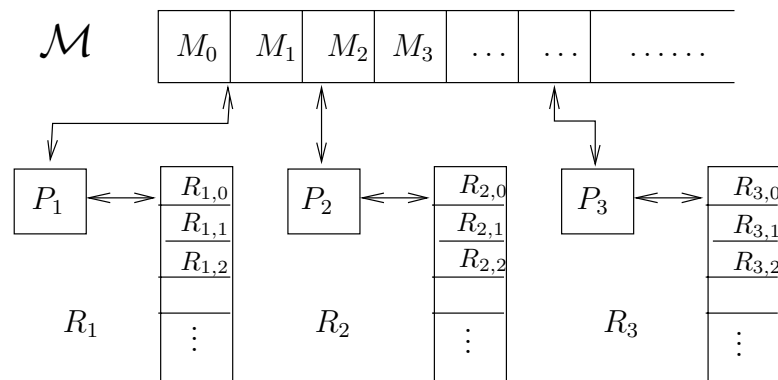 M M₀ M₁ M₂ M₃ ... ... ......
P₁ R₁,₀ P₂ R₂,₀ P₃ R₃,₀
R₁,₁ R₂,₁ R₃,₁
R₁,₂ R₂,₂ R₃,₂
R₁ ⋮ R₂ ⋮ R₃ ⋮